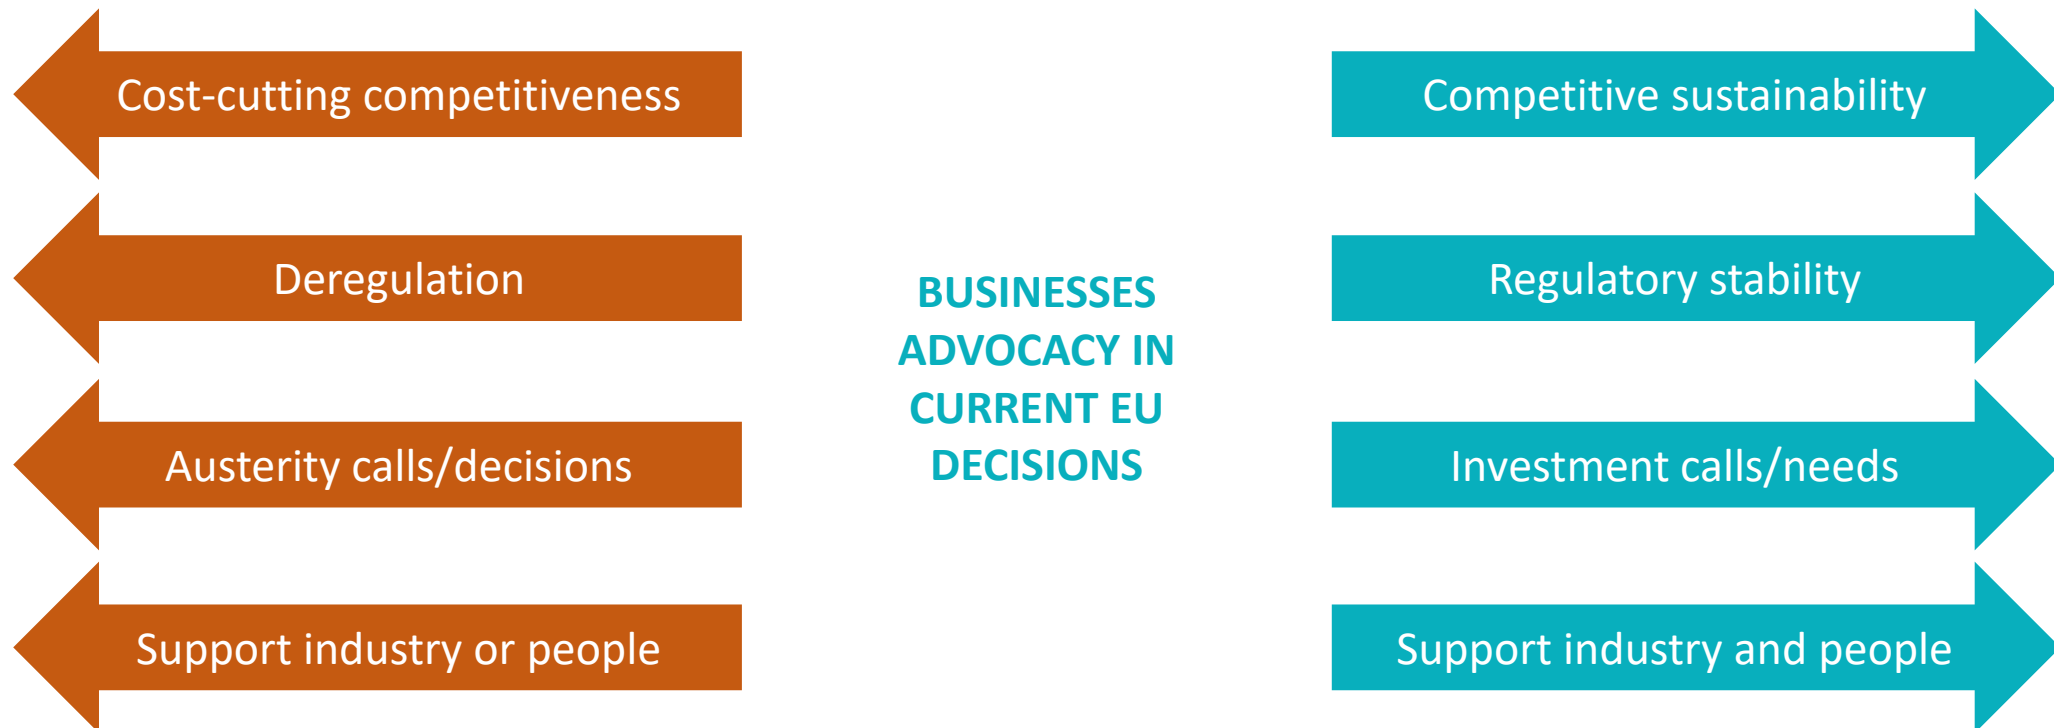 Cost-cutting competitiveness
Deregulation
Austerity calls/decisions
Support industry or people
BUSINESSES
ADVOCACY IN
CURRENT EU
DECISIONS
Competitive sustainability
Regulatory stability
Investment calls/needs
Support industry and people